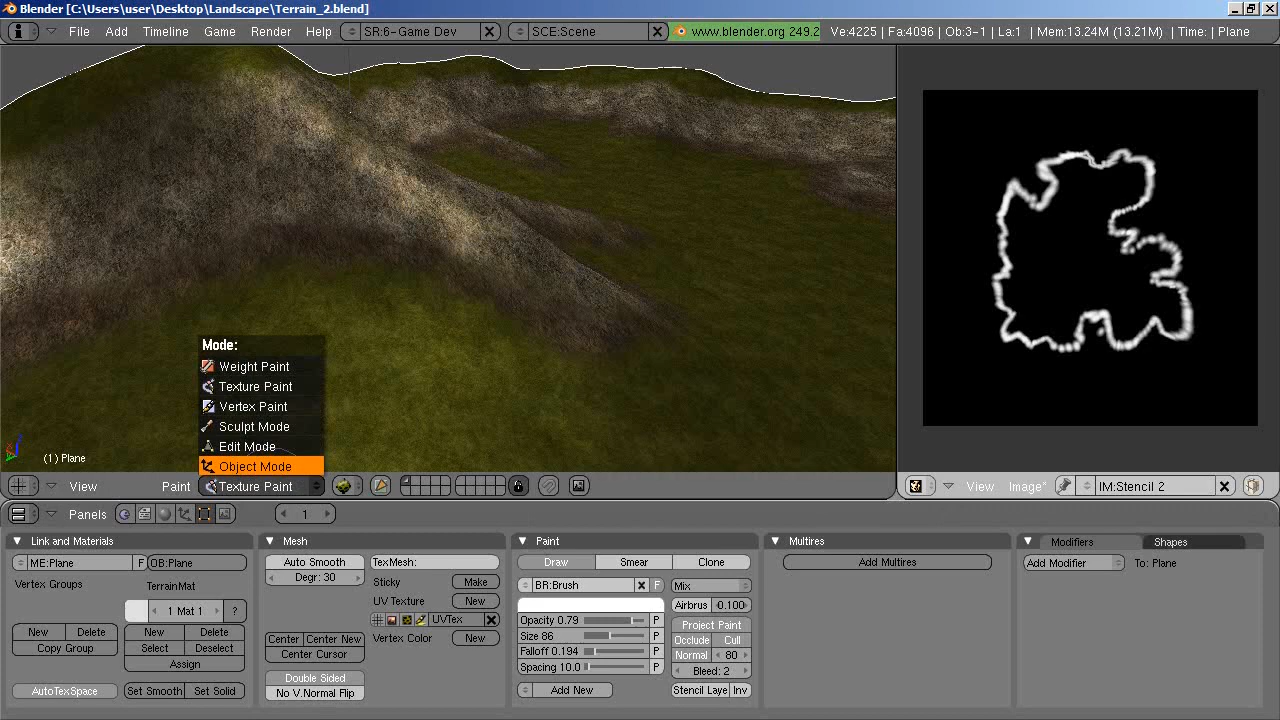 Blender [C:\Users\user\Desktop\Landscape\Terrain_2.blend]
File Add Timeline Game Render Help SR:6-Game Dev SCE:Scene www.blender.org 249.2 Ve:4225 | Fa:4096 | Ob:3-1 | La:1 | Mem:13.24M (13.21M) | Time: | Plane
Mode:
Weight Paint
Texture Paint
Vertex Paint
Sculpt Mode
Edit Mode
Object Mode
(1) Plane
View Paint Texture Paint
View Image* IM:Stencil 2
Panels 1
Link and Materials
ME:Plane F OB:Plane
Vertex Groups
TerrainMat
1 Mat 1 ?
New Delete New Delete
Copy Group Select Deselect
Assign
AutoTexSpace Set Smooth Set Solid
Mesh
Auto Smooth
Degr: 30
TexMesh:
Sticky Make
UV Texture New
UVTex
Vertex Color New
Center Center New
Center Cursor
Double Sided
No V.Normal Flip
Paint
Draw Smear Clone
BR:Brush F
Mix
Airbrus 0.100
Opacity 0.79 P
Size 86 P
Falloff 0.194 P
Spacing 10.0 P
Add New
Project Paint
Occlude Cull
Normal 80
Bleed: 2
Stencil Laye Inv
Multires
Add Multires
Modifiers Shapes
Add Modifier To: Plane